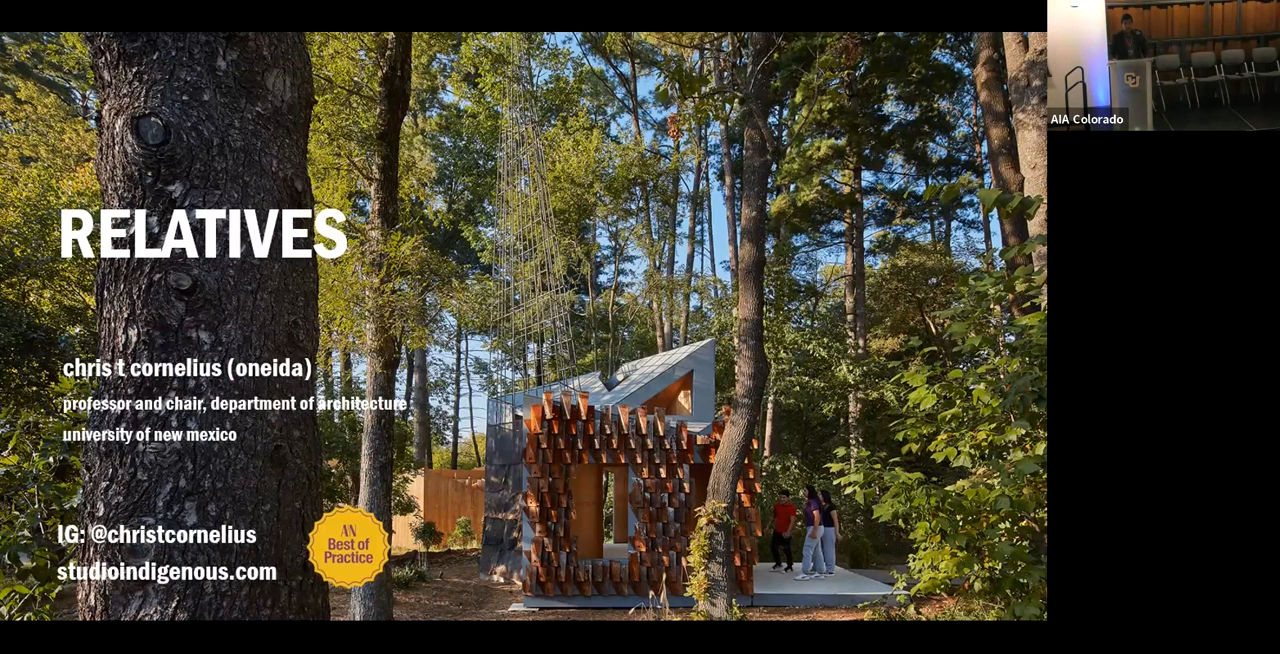 RELATIVES
chris t cornelius (oneida)
professor and chair, department of architecture
university of new mexico
IG: @christcornelius
studioindigenous.com
AN
Best of
Practice
AIA Colorado
CU